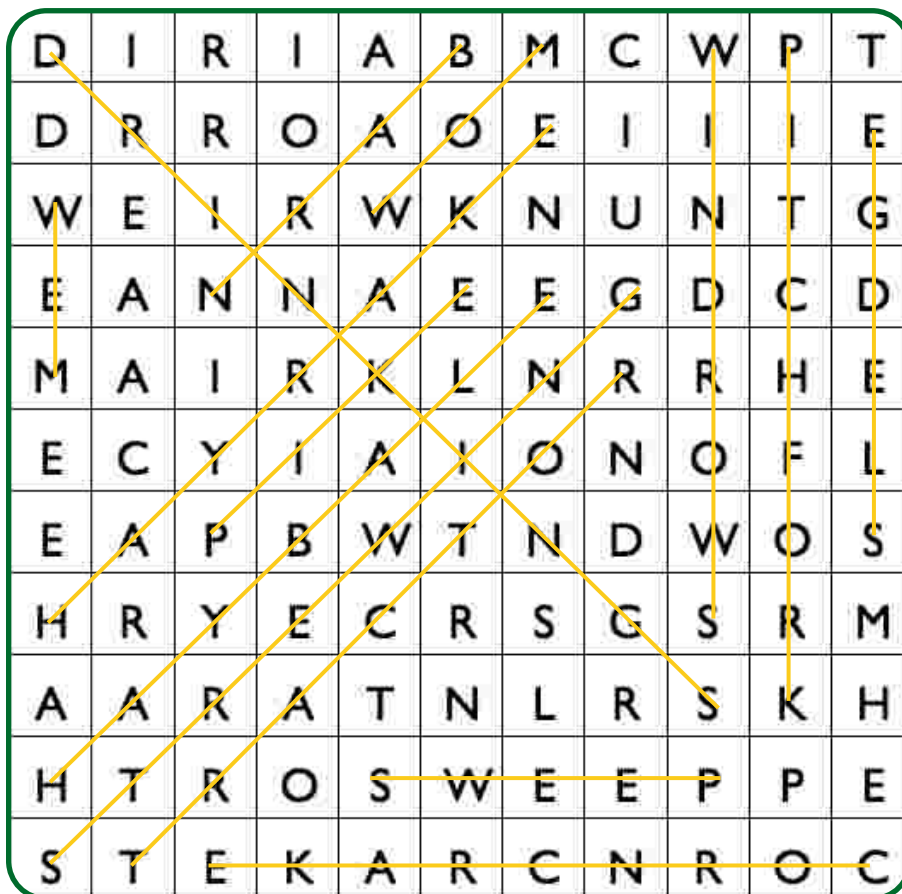 D I R I A B M C W P T
D R R O A O E I I I E
W E I R W K N U N T G
E A N N A E E G D C D
M A I R K L N R R H E
E C Y I A I O N O F L
E A P B W T N D W O S
H R Y E C R S G S R M
A A R A T N L R S K H
H T R O S W E E P P E
S T E K A R C N R O C